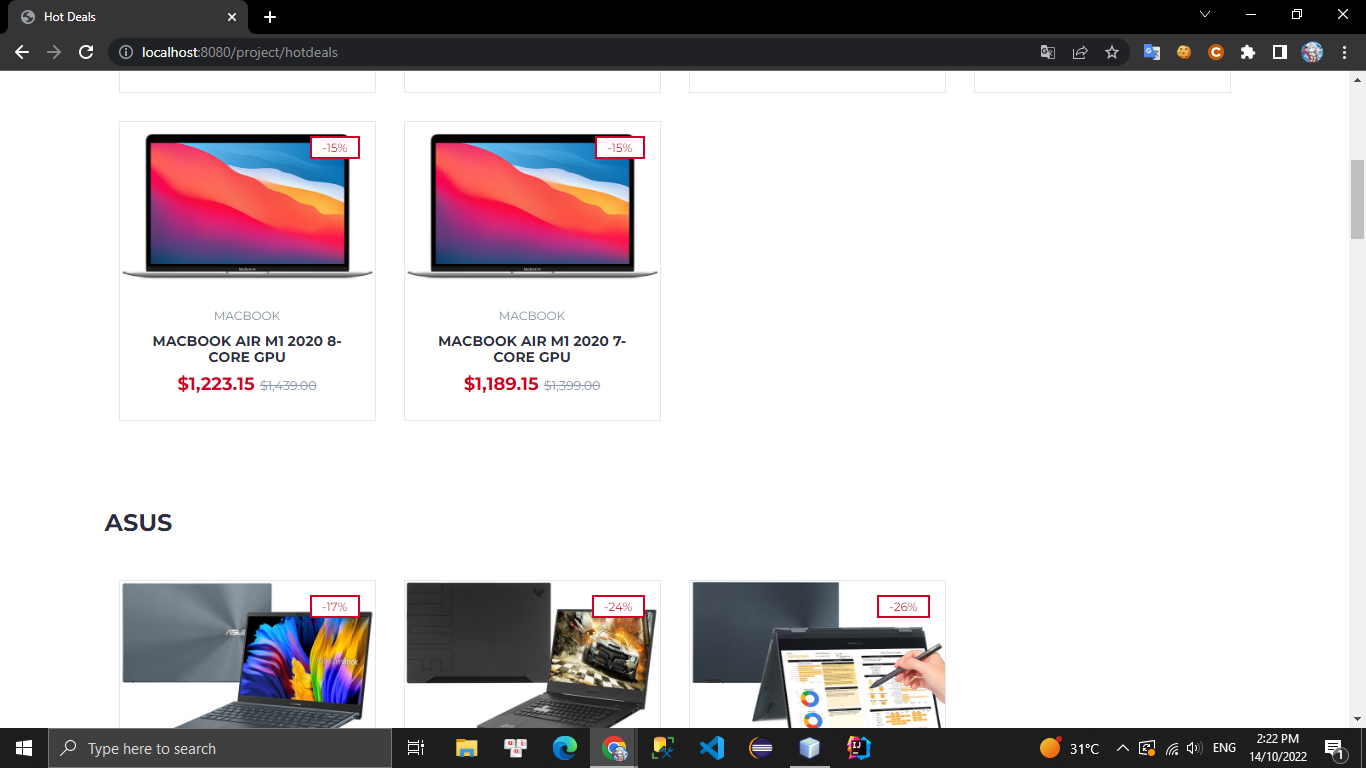 Hot Deals
localhost:8080/project/hotdeals
-15%
-15%
MACBOOK
MACBOOK AIR M1 2020 8-
CORE GPU
$1,223.15 $1,439.00
MACBOOK
MACBOOK AIR M1 2020 7-
CORE GPU
$1,189.15 $1,399.00
ASUS
-17%
-24%
-26%
Type here to search
31°C
ENG
2:22 PM
14/10/2022
1